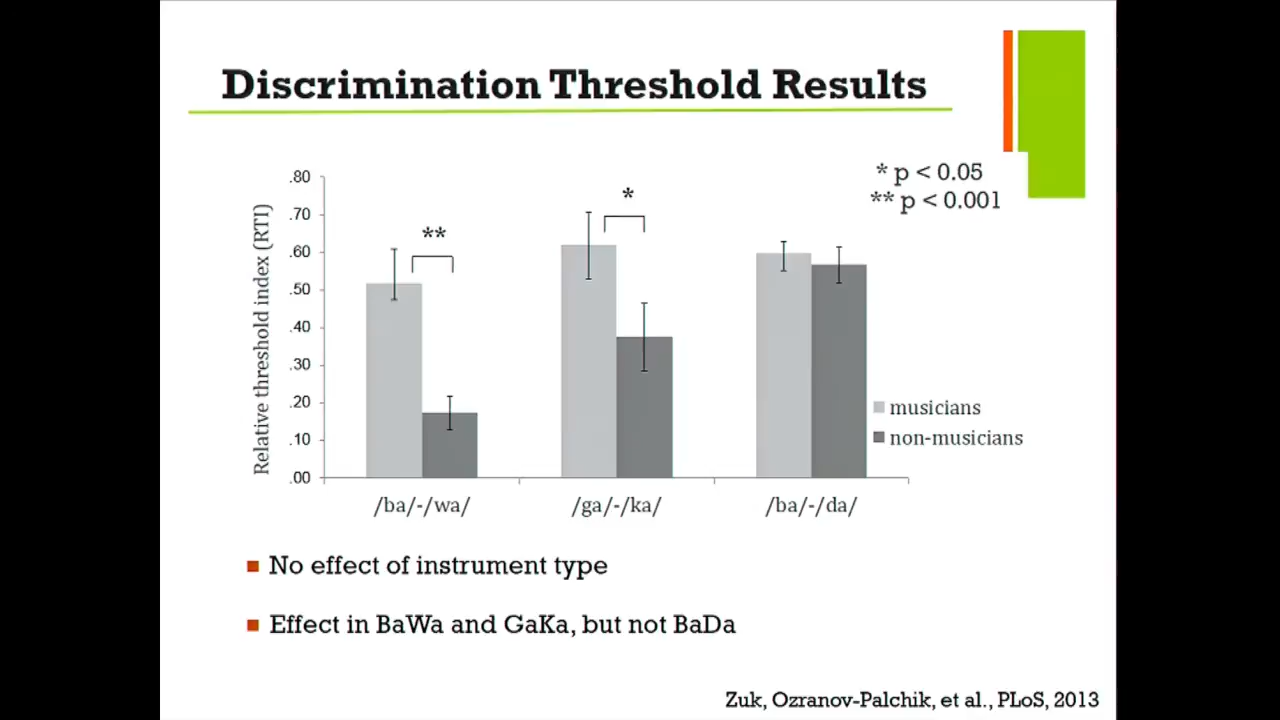 Discrimination Threshold Results
* p < 0.05
** p < 0.001
Relative threshold index (RTI)
.80
.70
.60
.50
.40
.30
.20
.10
.00
**
*
/ba/-/wa/
/ga/-/ka/
/ba/-/da/
musicians
non-musicians
No effect of instrument type
Effect in BaWa and GaKa, but not BaDa
Zuk, Ozranov-Palchik, et al., PLoS, 2013